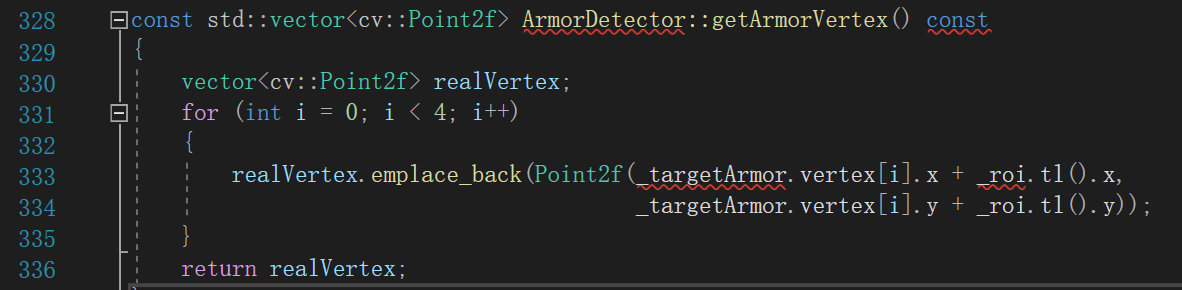 328 const std::vector<cv::Point2f> ArmorDetector::getArmorVertex() const
329 {
330 vector<cv::Point2f> realVertex;
331 for (int i = 0; i < 4; i++)
332 {
333 realVertex.emplace_back(Point2f(_targetArmor.vertex[i].x + _roi.tl().x,
334 _targetArmor.vertex[i].y + _roi.tl().y));
335 }
336 return realVertex;